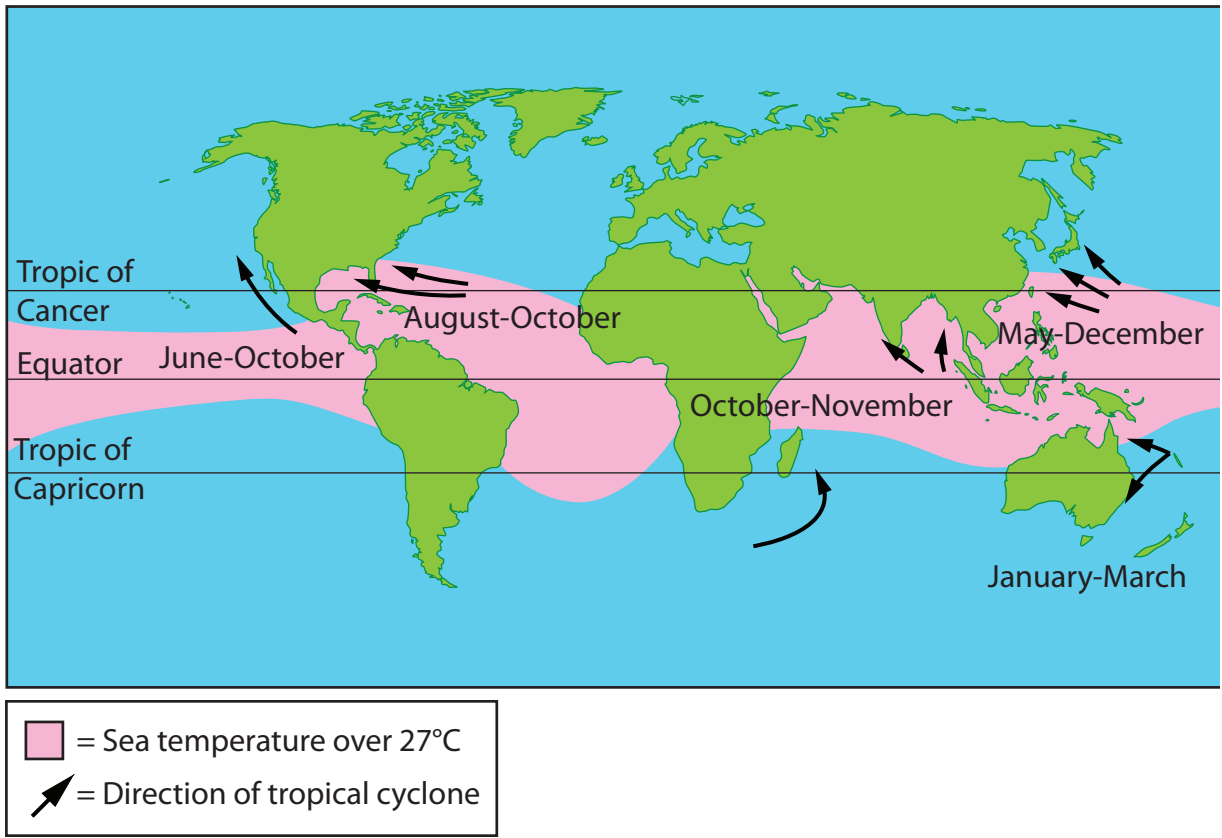 Tropic of
Cancer
August-October
June-October
May-December
Equator
October-November
Tropic of
Capricorn
January-March
= Sea temperature over 27°C
= Direction of tropical cyclone